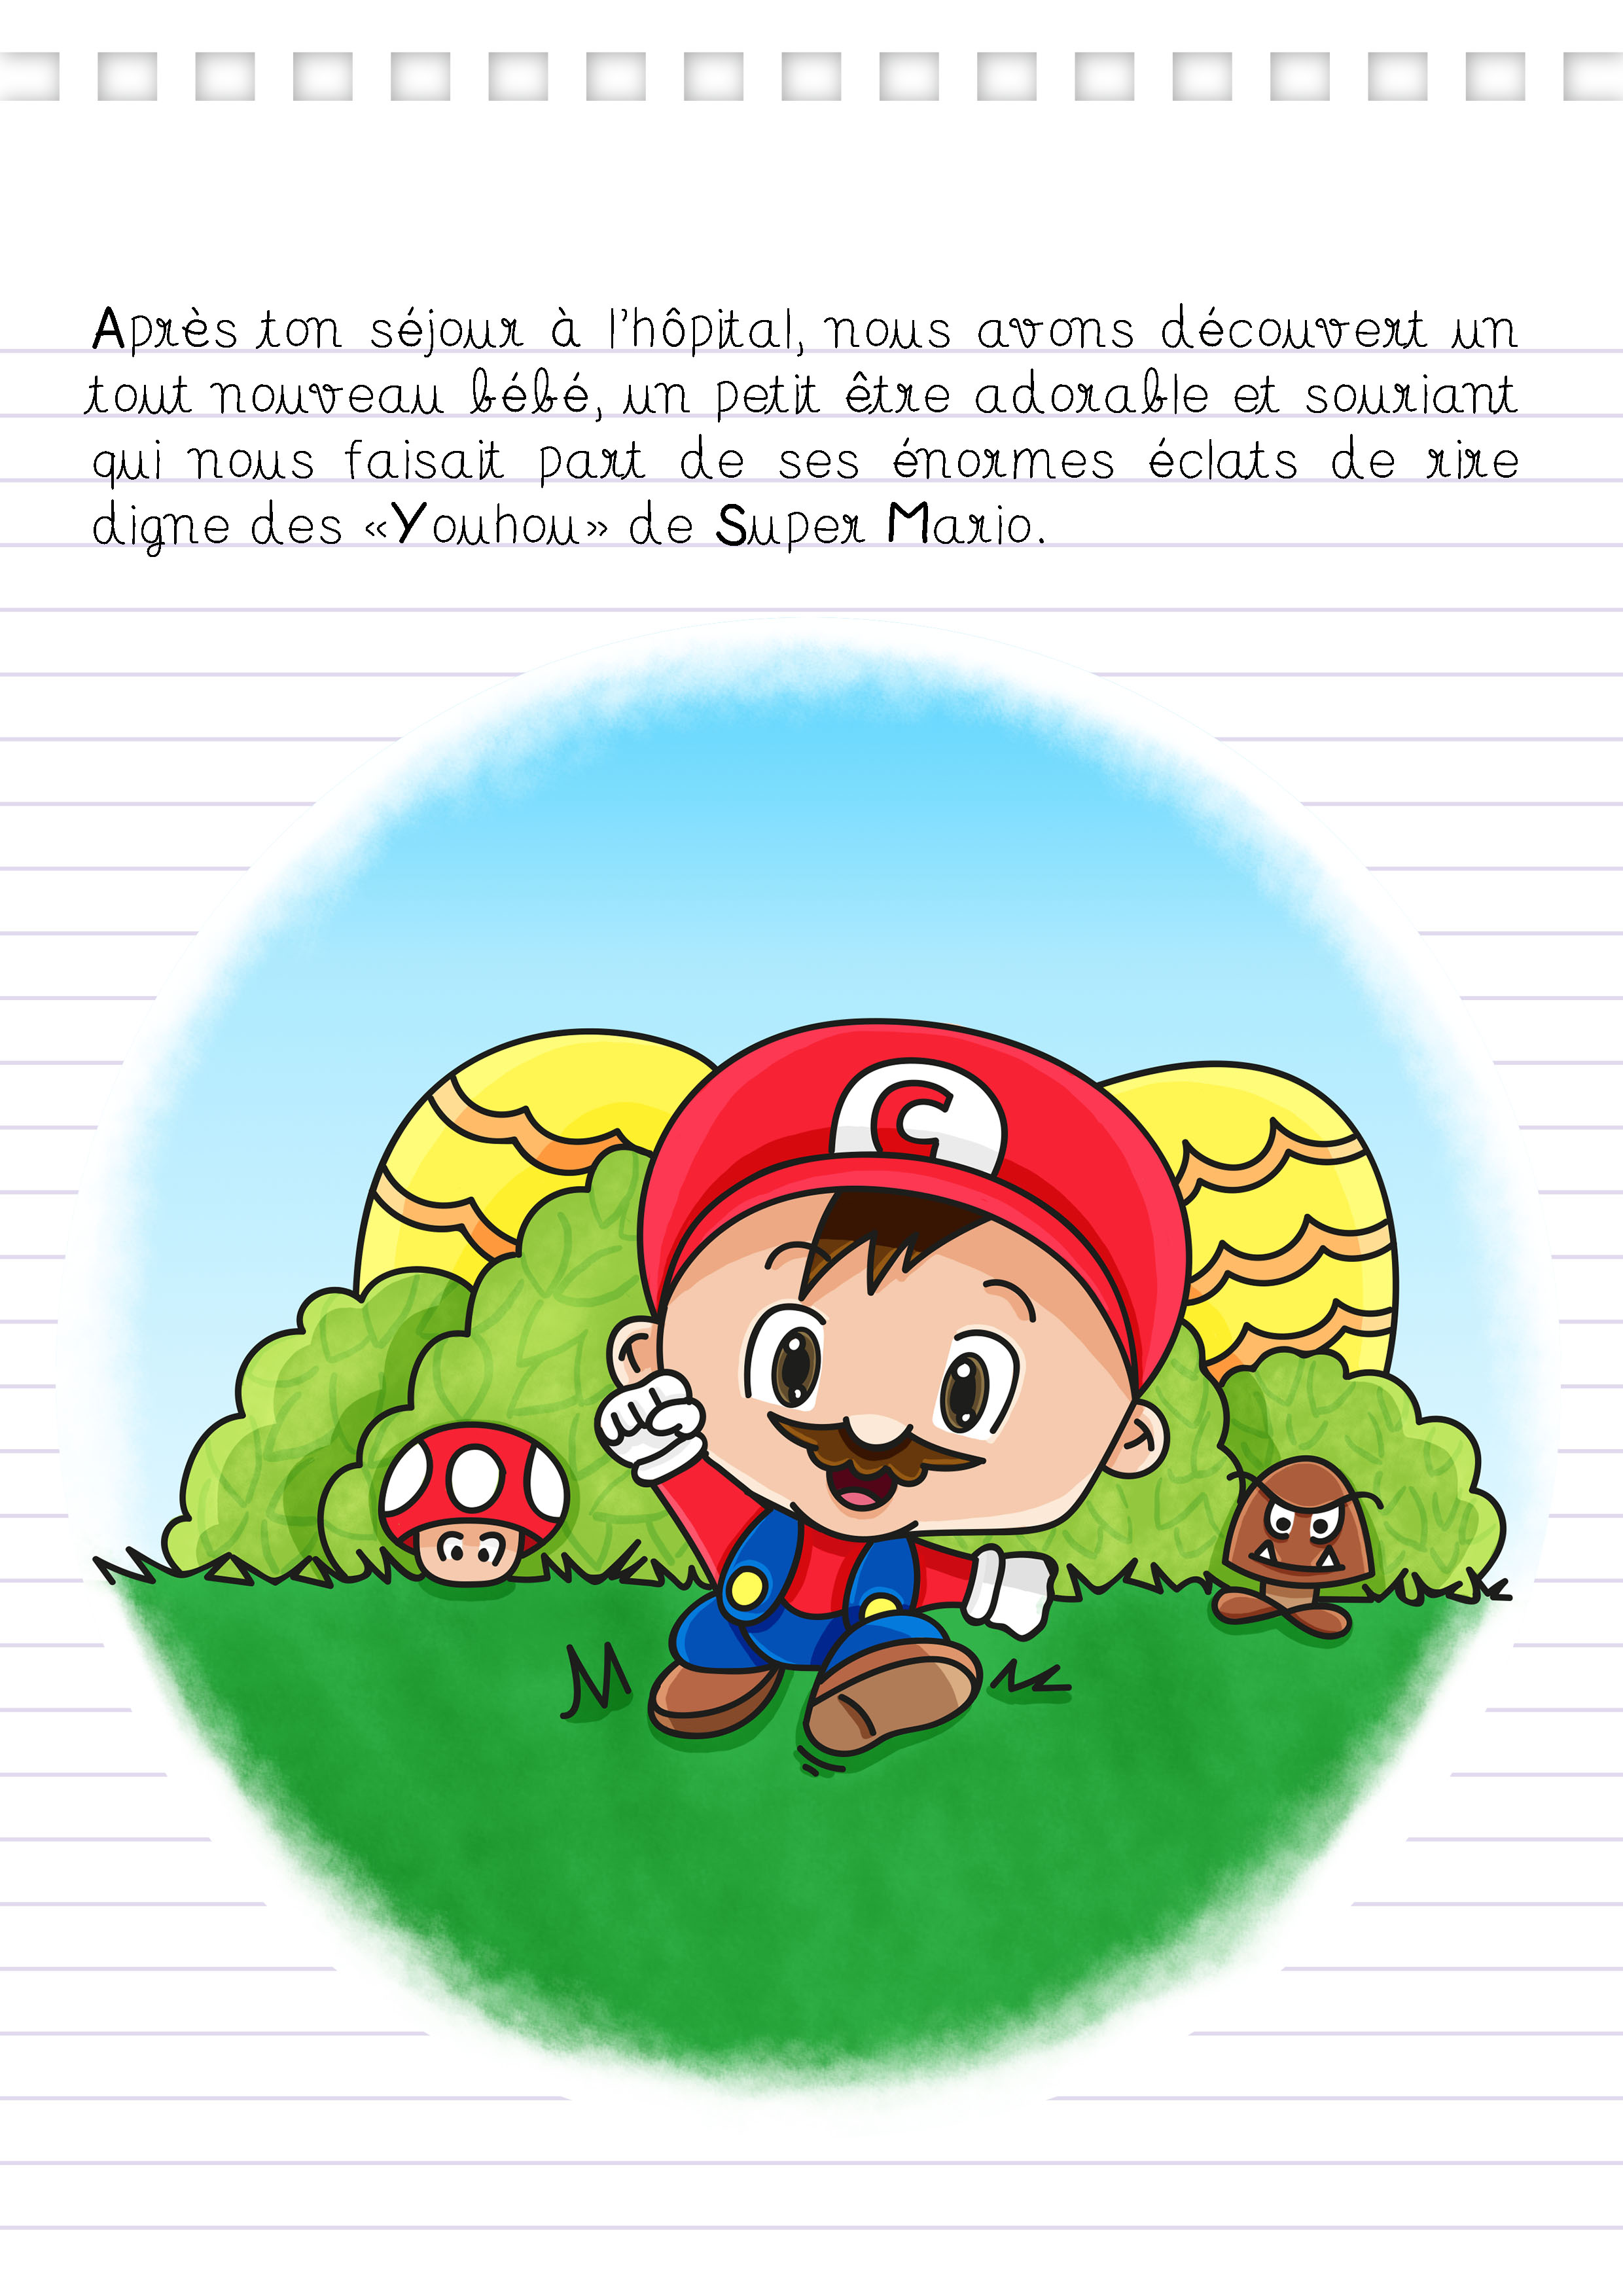 Après ton séjour à l'hôpital, nous avons découvert un
tout nouveau bébé, un petit être adorable et souriant
qui nous faisait part de ses énormes éclats de rire
digne des «Youhou» de Super Mario.
C